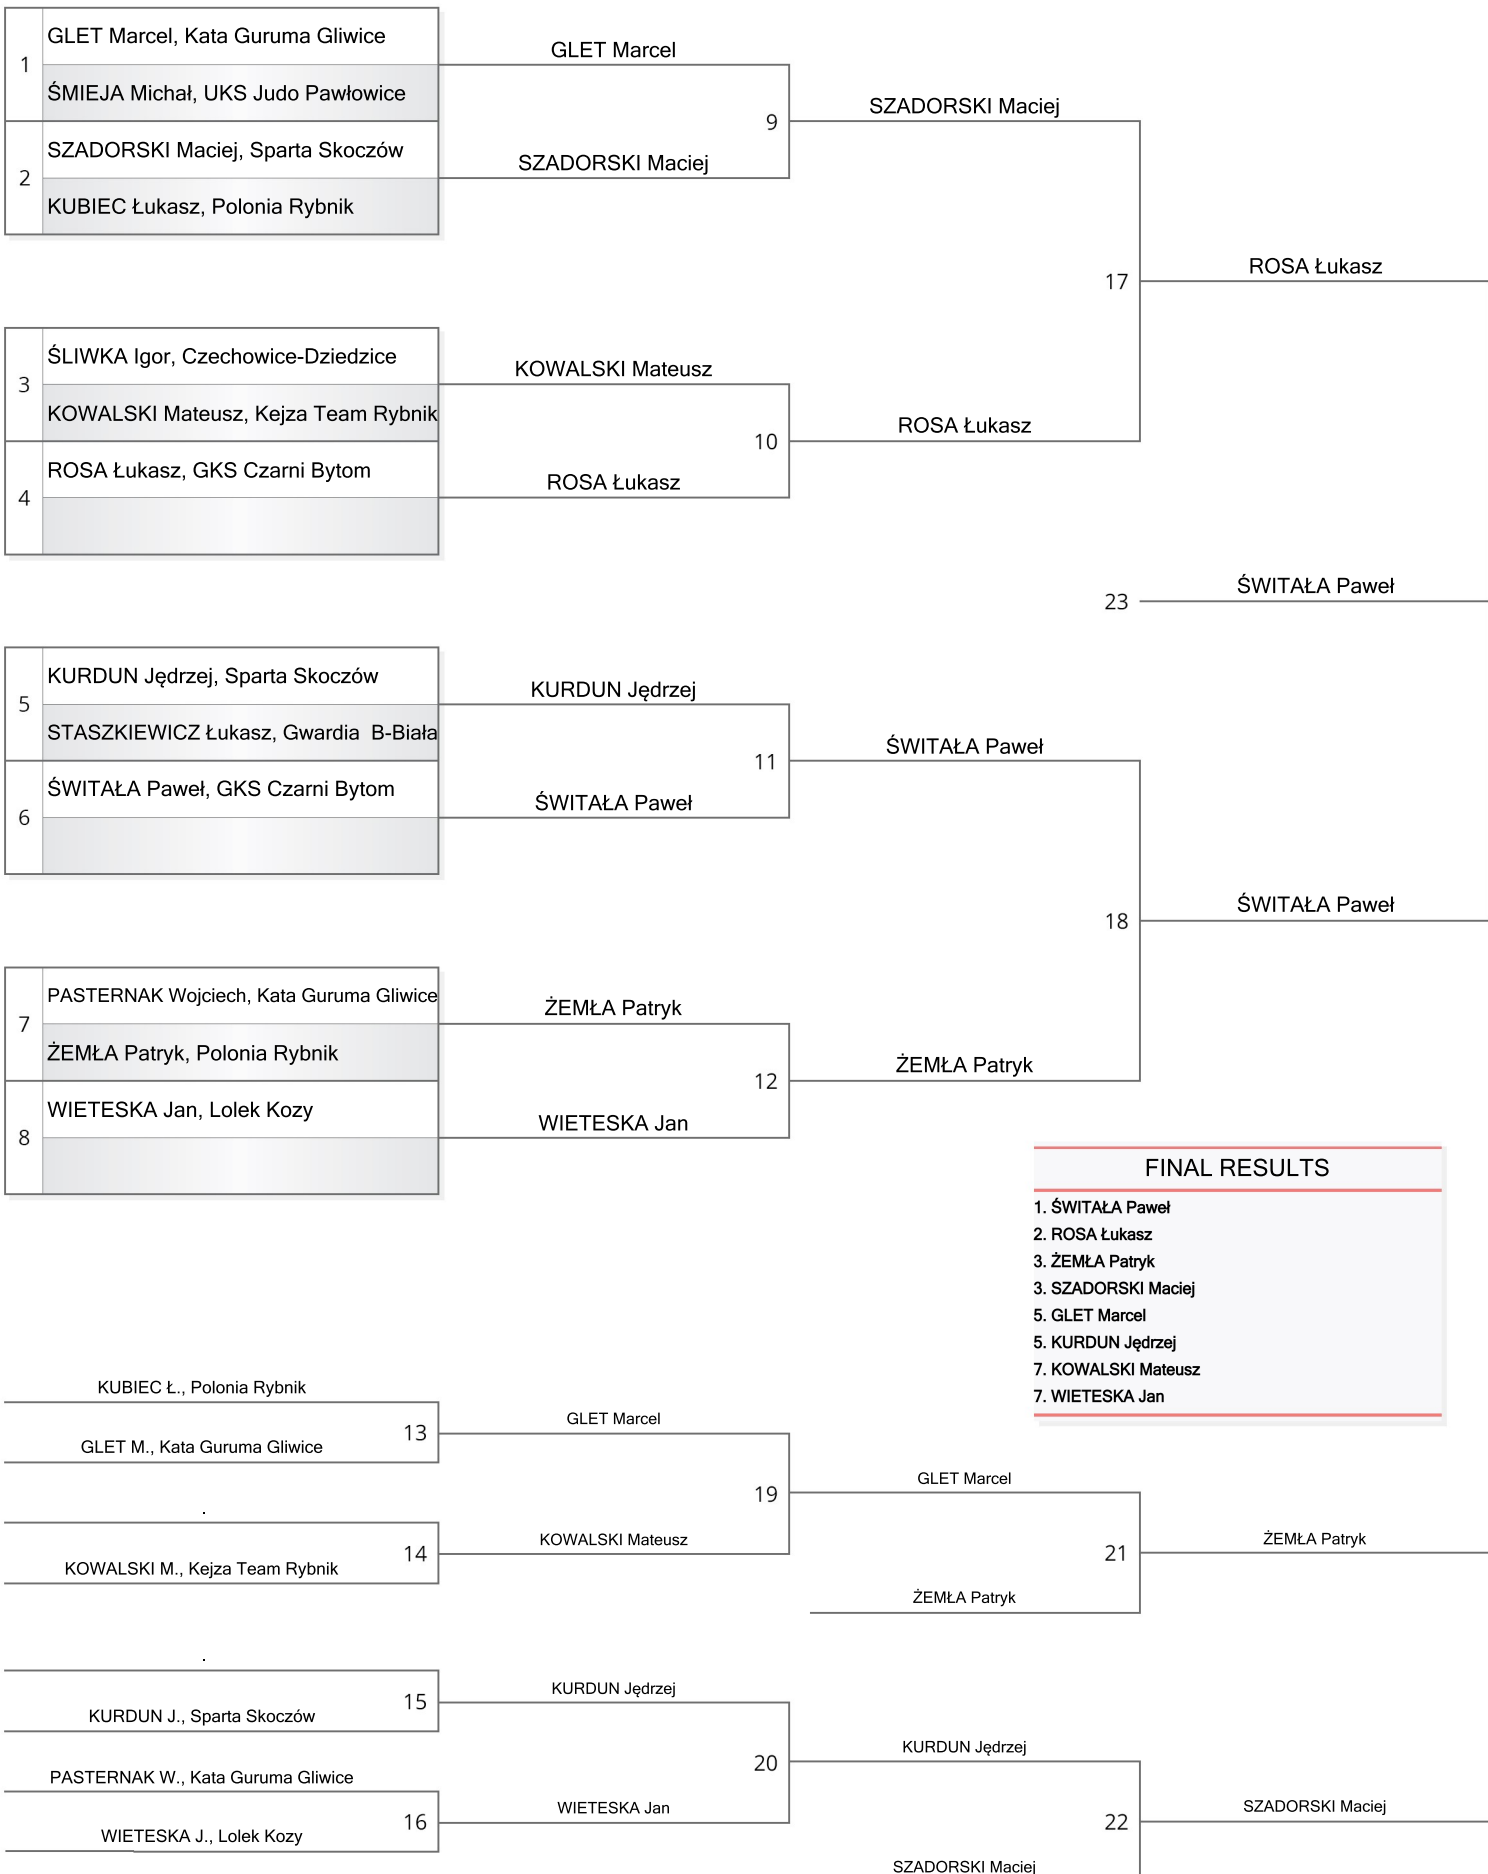 GLET Marcel, Kata Guruma Gliwice
1
ŚMIEJA Michał, UKS Judo Pawłowice
SZADORSKI Maciej, Sparta Skoczów
2
KUBIEC Łukasz, Polonia Rybnik
GLET Marcel
9
SZADORSKI Maciej
SZADORSKI Maciej
17
ROSA Łukasz
ŚLIWKA Igor, Czechowice-Dziedzice
3
KOWALSKI Mateusz, Kejza Team Rybnik
ROSA Łukasz, GKS Czarni Bytom
4
KOWALSKI Mateusz
10
ROSA Łukasz
ROSA Łukasz
23
ŚWITAŁA Paweł
KURDUN Jędrzej, Sparta Skoczów
5
STASZKIEWICZ Łukasz, Gwardia  B-Biała
ŚWITAŁA Paweł, GKS Czarni Bytom
6
KURDUN Jędrzej
11
ŚWITAŁA Paweł
ŚWITAŁA Paweł
18
ŚWITAŁA Paweł
PASTERNAK Wojciech, Kata Guruma Gliwice
7
ŻEMŁA Patryk, Polonia Rybnik
WIETESKA Jan, Lolek Kozy
8
ŻEMŁA Patryk
12
WIETESKA Jan
ŻEMŁA Patryk
FINAL RESULTS
1. ŚWITAŁA Paweł
2. ROSA Łukasz
3. ŻEMŁA Patryk
3. SZADORSKI Maciej
5. GLET Marcel
5. KURDUN Jędrzej
7. KOWALSKI Mateusz
7. WIETESKA Jan
KUBIEC Ł., Polonia Rybnik
13
GLET M., Kata Guruma Gliwice
GLET Marcel
19
.
14
KOWALSKI M., Kejza Team Rybnik
KOWALSKI Mateusz
GLET Marcel
21
ŻEMŁA Patryk
ŻEMŁA Patryk
.
15
KURDUN J., Sparta Skoczów
KURDUN Jędrzej
20
PASTERNAK W., Kata Guruma Gliwice
16
WIETESKA J., Lolek Kozy
WIETESKA Jan
KURDUN Jędrzej
22
SZADORSKI Maciej
SZADORSKI Maciej